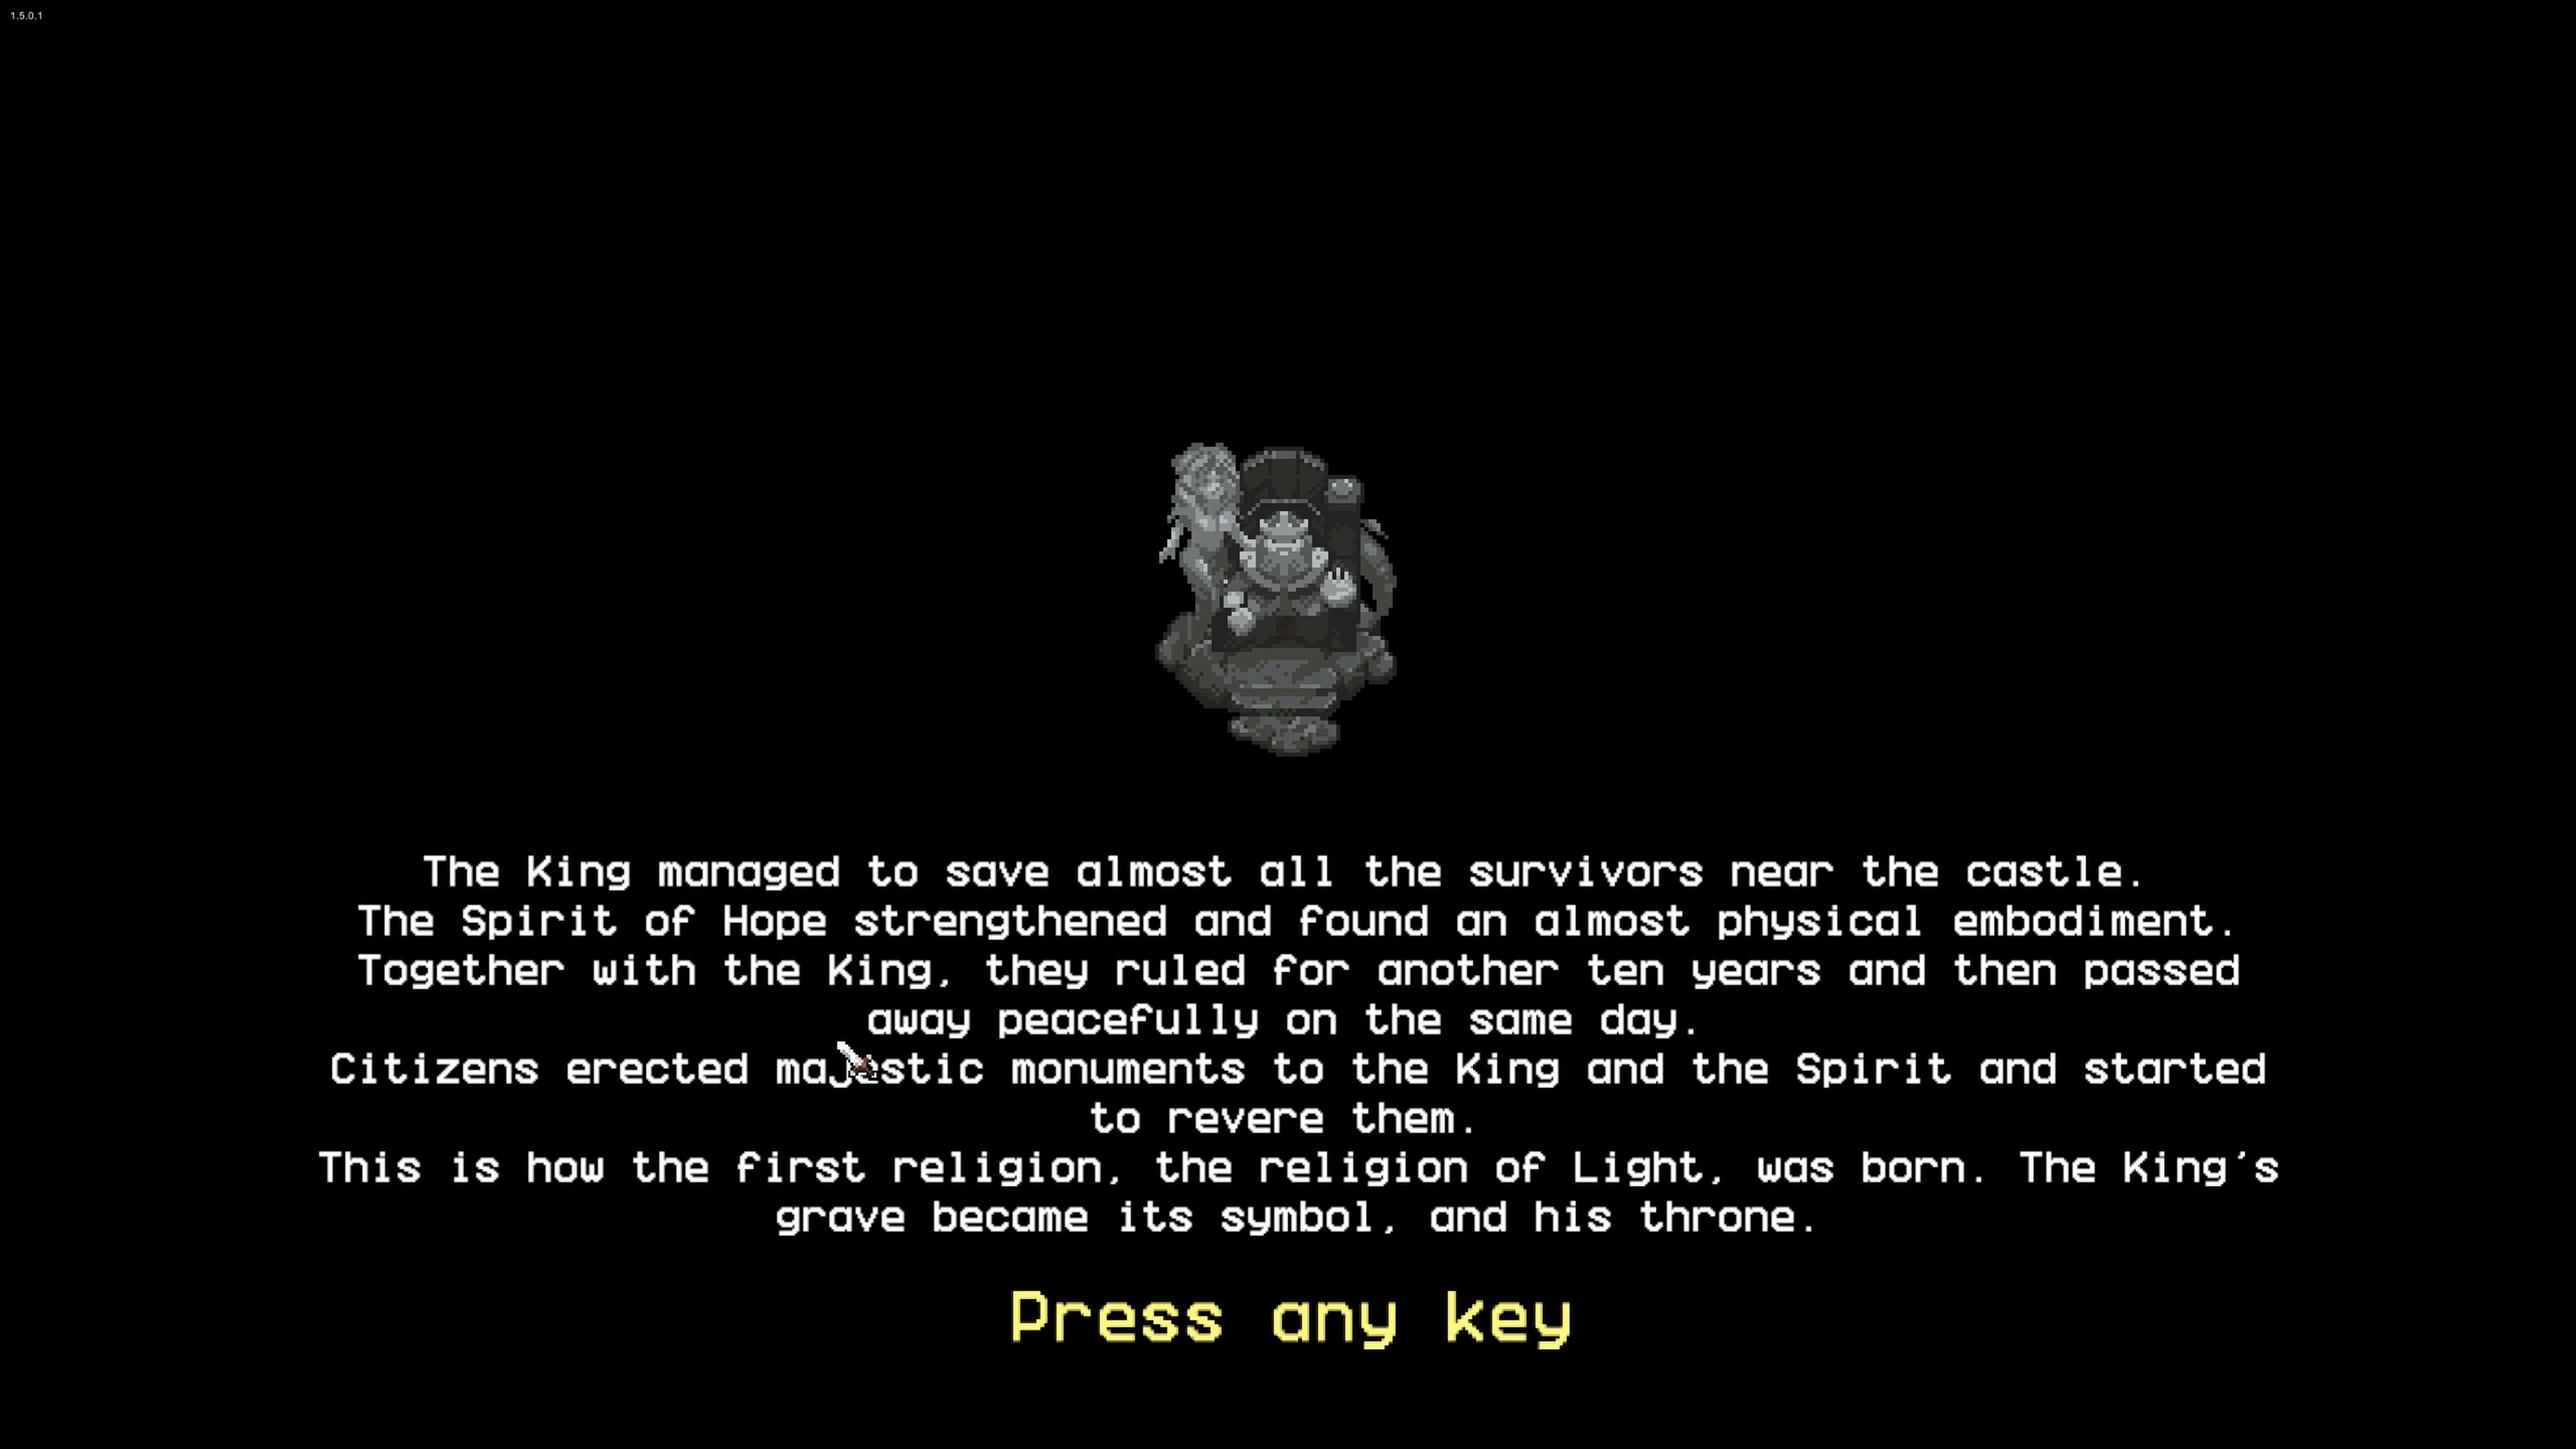 1.5.0.1
The King managed to save almost all the survivors near the castle.
The Spirit of Hope strengthened and found an almost physical embodiment.
Together with the King, they ruled for another ten years and then passed
away peacefully on the same day.
Citizens erected majestic monuments to the King and the Spirit and started
to revere them.
This is how the first religion, the religion of Light, was born. The King's
grave became its symbol, and his throne.
Press any key